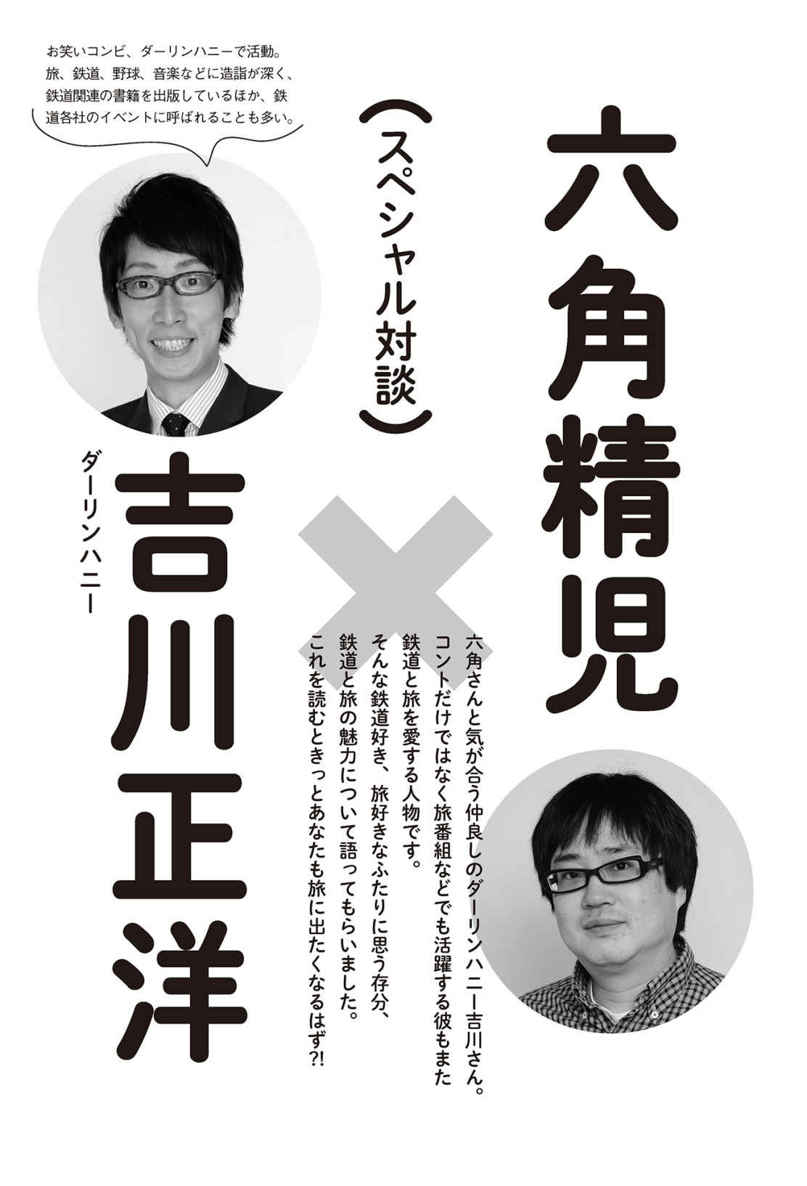 六角精児
（スペシャル対談）
×
お笑いコンビ、ダーリンハニーで活動。
旅、鉄道、野球、音楽などに造詣が深く、
鉄道関連の書籍を出版しているほか、鉄
道各社のイベントに呼ばれることも多い。
吉川正洋
ダーリンハニー
六角さんと気が合う仲良しのダーリンハニー吉川さん。
コントだけではなく旅番組などでも活躍する彼もまた
鉄道と旅を愛する人物です。
そんな鉄道好き、旅好きなふたりに思う存分、
鉄道と旅の魅力について語ってもらいました。
これを読むときっとあなたも旅に出たくなるはず?!